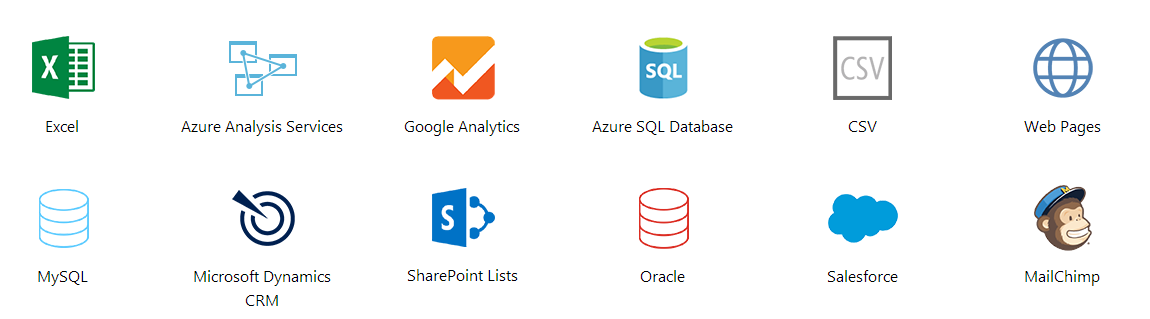 X
SQL
CSV
Excel
Azure Analysis Services
Google Analytics
Azure SQL Database
CSV
Web Pages
S
MySQL
Microsoft Dynamics
CRM
SharePoint Lists
Oracle
Salesforce
MailChimp